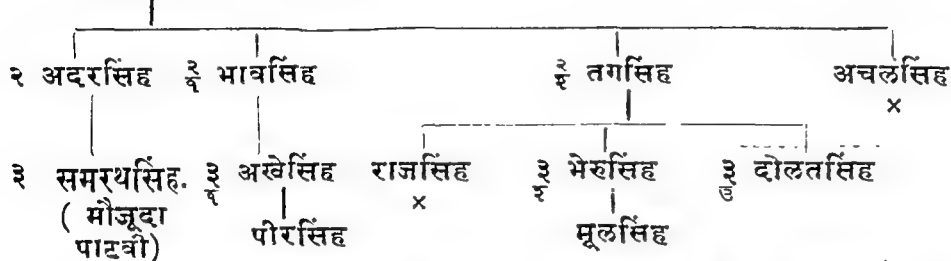 २ अदरसिंह २/१ भावसिंह २/२ तगसिंह अचलसिंह
×
३ समरथसिंह. ३/१ अखेसिंह राजसिंह ३/२ भेरुसिंह ३/३ दोलतसिंह
( मौजूदा × 
पाटवी) पीरसिंह मूलसिंह